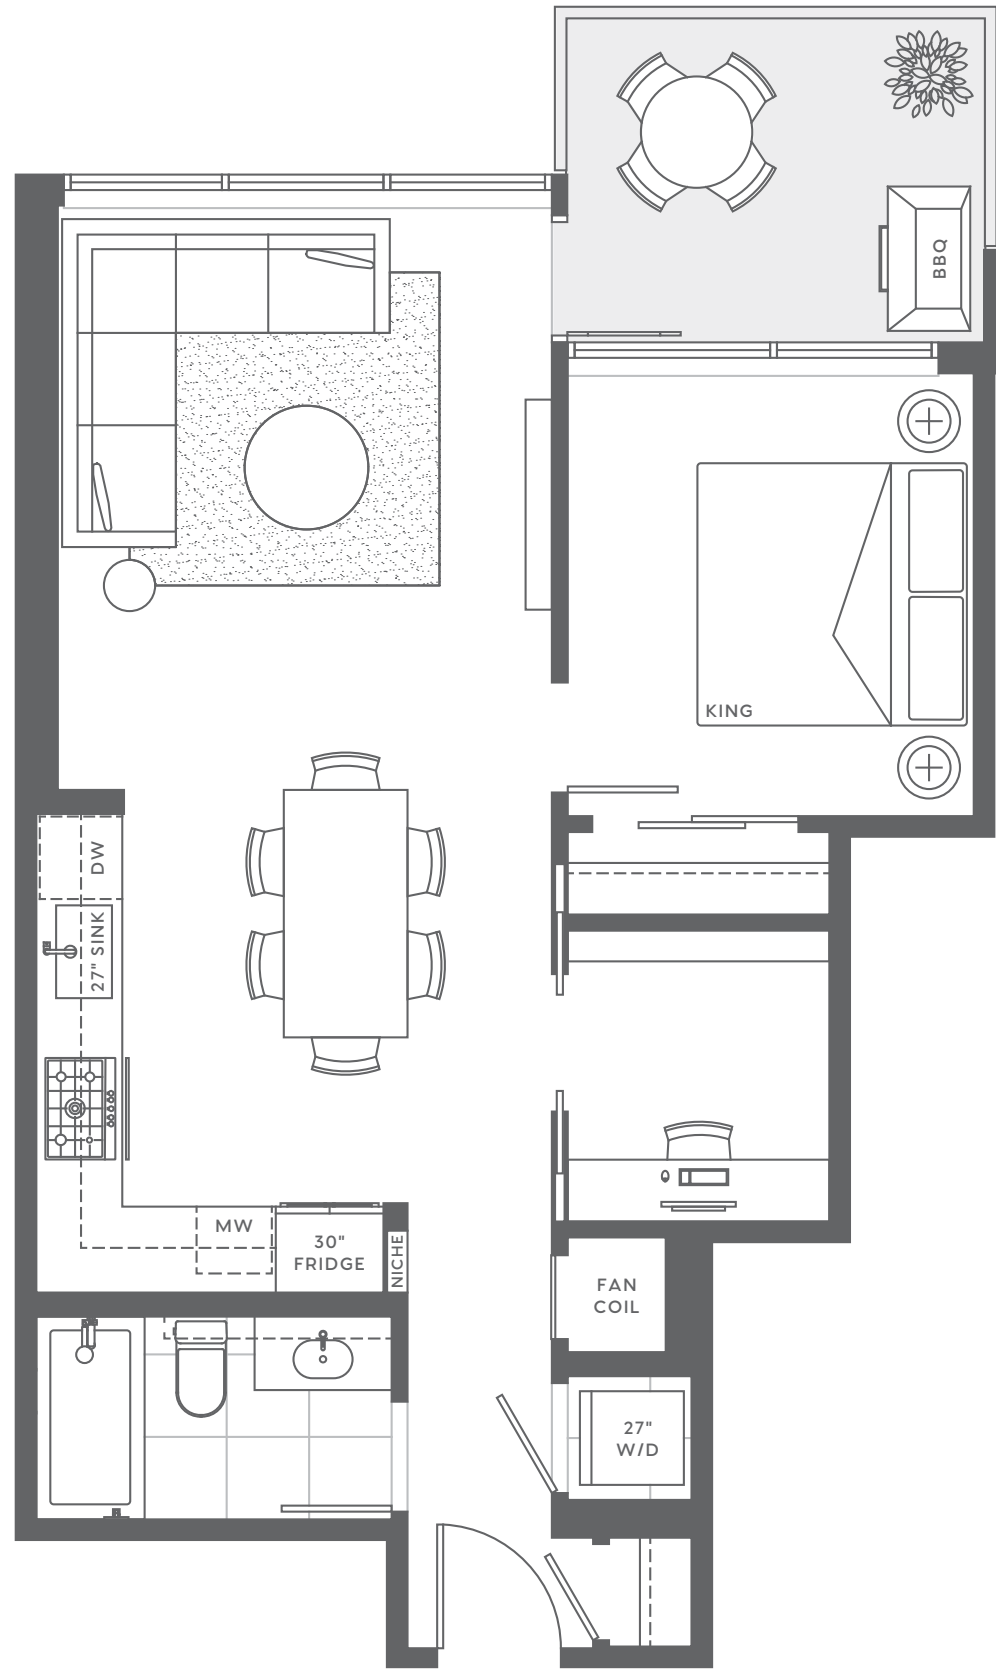 BBQ
KING
DW
27" SINK
MW
30"
FRIDGE
NICHE
FAN
COIL
27"
W/D